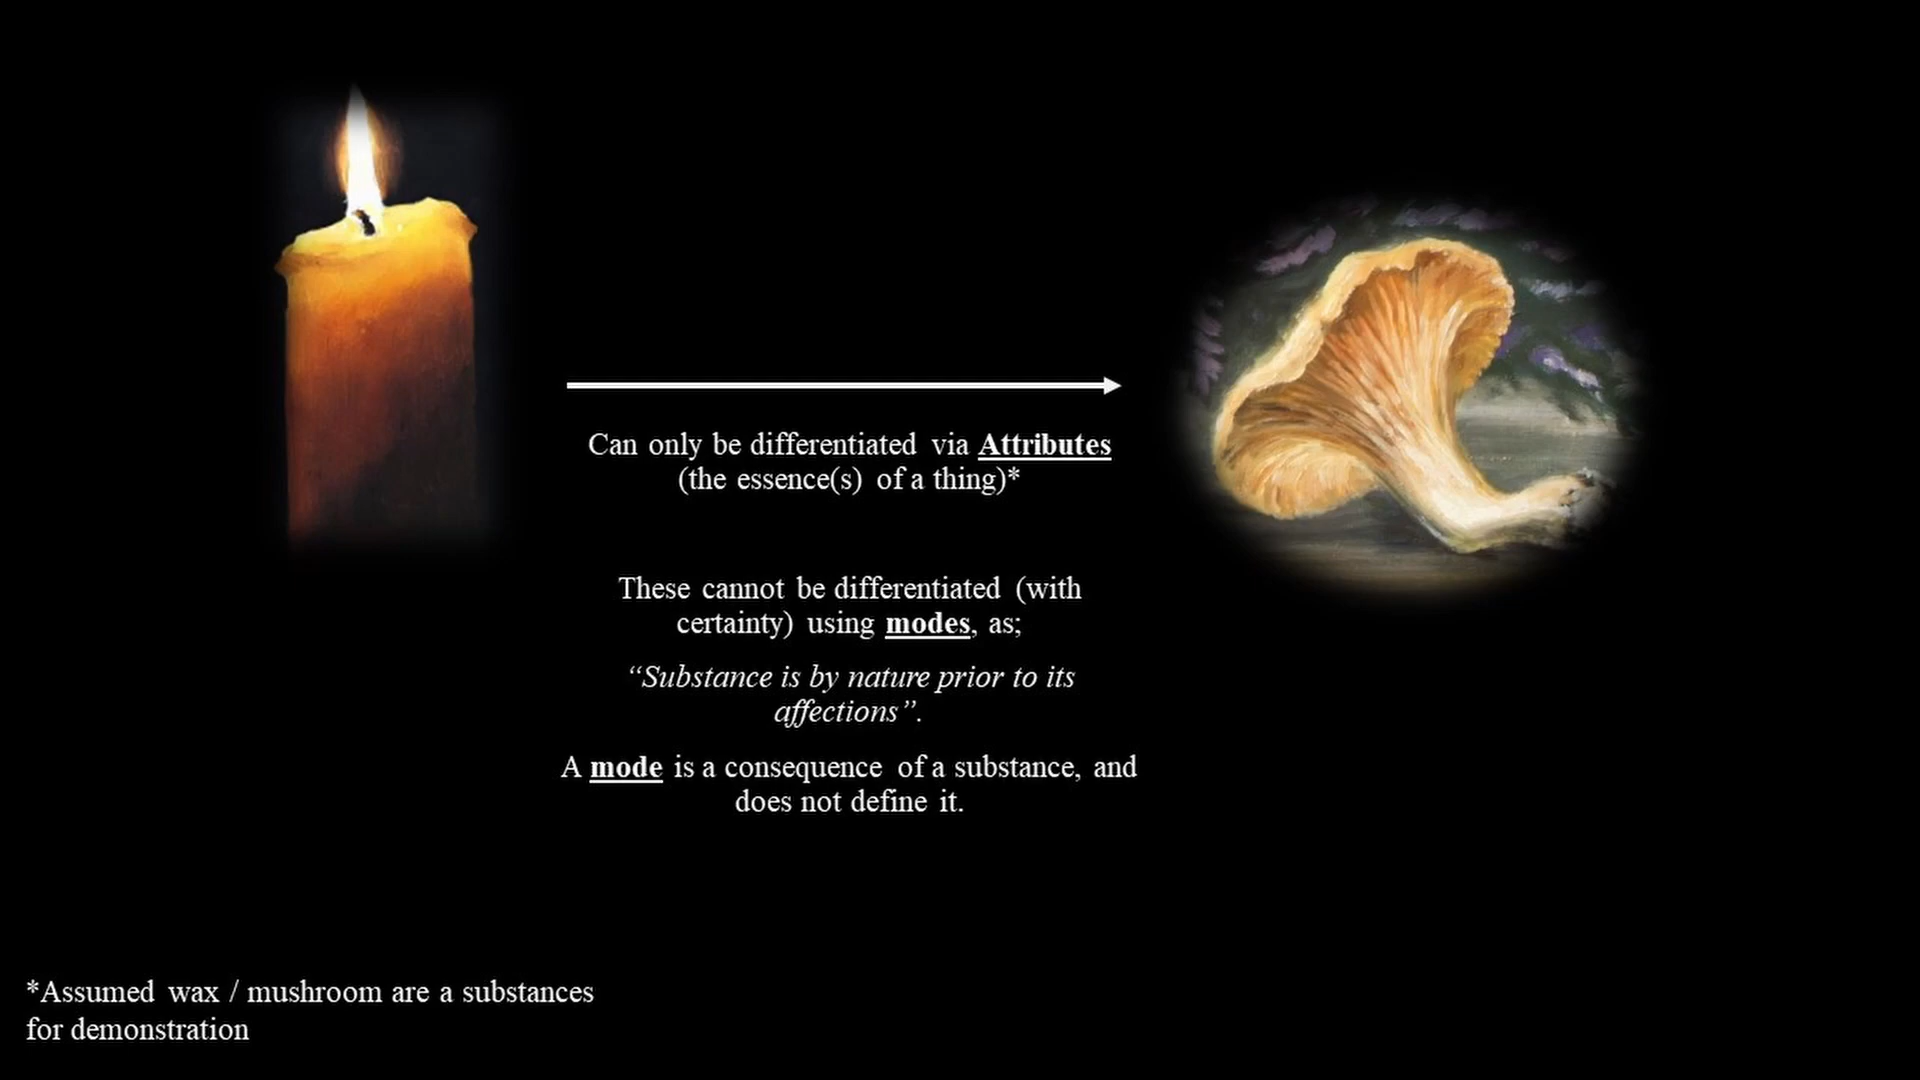 Can only be differentiated via Attributes
(the essence(s) of a thing)*
These cannot be differentiated (with
certainty) using modes, as;
“Substance is by nature prior to its
affections”.
A mode is a consequence of a substance, and
does not define it.
*Assumed wax / mushroom are a substances
for demonstration